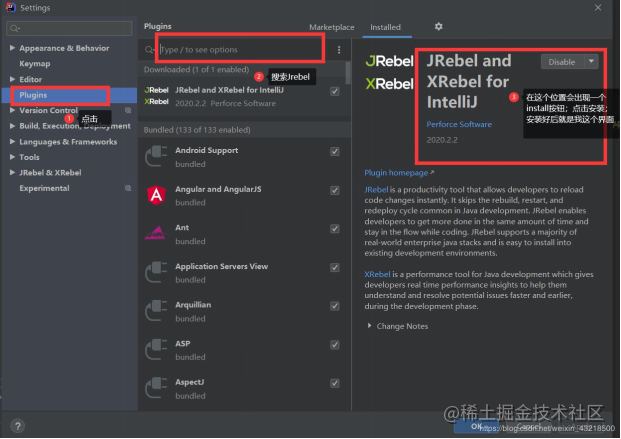 Settings
Plugins
Marketplace
Installed
Appearance & Behavior
Keymap
Editor
Plugins
Version Control
Build, Execution, Deployment
Languages & Frameworks
Tools
JRebel & XRebel
Experimental
1 点击
Type / to see options
2 搜索Jrebel
Downloaded (1 of 1 enabled)
JRebel
XRebel
JRebel and XRebel for IntelliJ
2020.2.2 Perforce Software
Bundled (133 of 133 enabled)
Android Support
bundled
Angular and AngularJS
bundled
Ant
bundled
Application Servers View
bundled
Arquillian
bundled
ASP
bundled
AspectJ
bundled
JRebel
XRebel
JRebel and
XRebel for
IntelliJ
Disable
Perforce Software
2020.2.2
3 在这个位置会出现一个
install按钮；点击安装；
安装好后就是我这个界面
Plugin homepage
JRebel is a productivity tool that allows developers to reload
code changes instantly. It skips the rebuild, restart, and
redeploy cycle common in Java development. JRebel enables
developers to get more done in the same amount of time and
stay in the flow while coding. JRebel supports a majority of
real-world enterprise java stacks and is easy to install into
existing development environments.
XRebel is a performance tool for Java development which gives
developers real time performance insights to help them
understand and resolve potential issues faster and earlier,
during the development phase.
Change Notes
@稀土掘金技术社区
OK
Cancel
https://blog.csdn.net/weixin_43218500